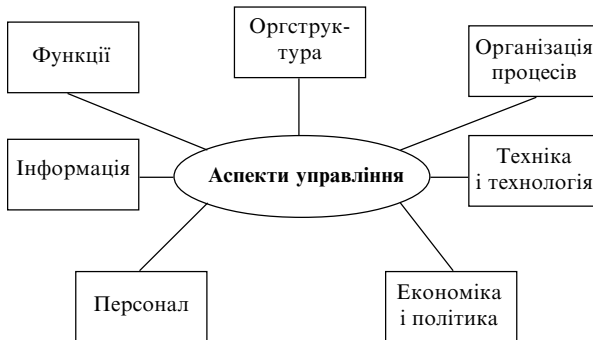 Функції
Оргструк-
тура
Організація
процесів
Інформація
Аспекти управління
Техніка
і технологія
Персонал
Економіка
і політика